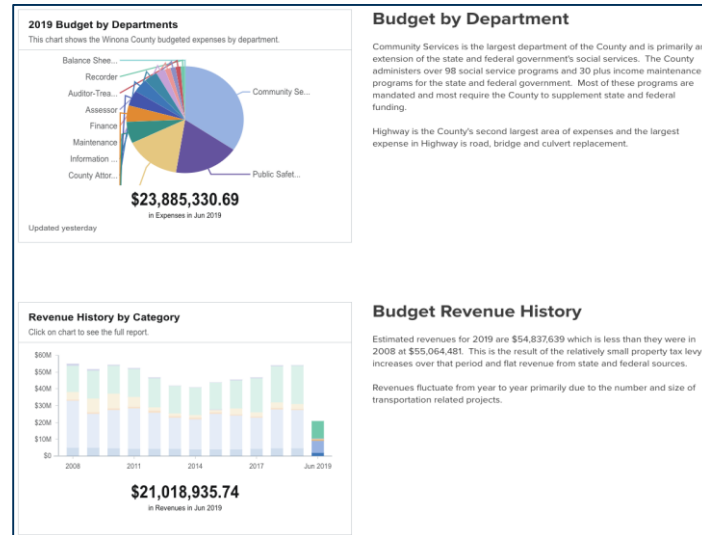 2019 Budget by Departments
This chart shows the Winona County budgeted expenses by department.
Balance Shee...
Recorder
Auditor-Trea...
Assessor
Finance
Maintenance
Information ...
County Attor...
Community Se...
Public Safet...
$23,885,330.69
in Expenses in Jun 2019
Updated yesterday
Budget by Department
Community Services is the largest department of the County and is primarily an
extension of the state and federal government's social services. The County
administers over 98 social service programs and 30 plus income maintenance
programs for the state and federal government. Most of these programs are
mandated and most require the County to supplement state and federal
funding.
Highway is the County's second largest area of expenses and the largest
expense in Highway is road, bridge and culvert replacement.
Revenue History by Category
Click on chart to see the full report.
$60M
$50M
$40M
$30M
$20M
$10M
$0
2008
2011
2014
2017
Jun 2019
$21,018,935.74
in Revenues in Jun 2019
Budget Revenue History
Estimated revenues for 2019 are $54,837,639 which is less than they were in
2008 at $55,064,481. This is the result of the relatively small property tax levy
increases over that period and flat revenue from state and federal sources.
Revenues fluctuate from year to year primarily due to the number and size of
transportation related projects.